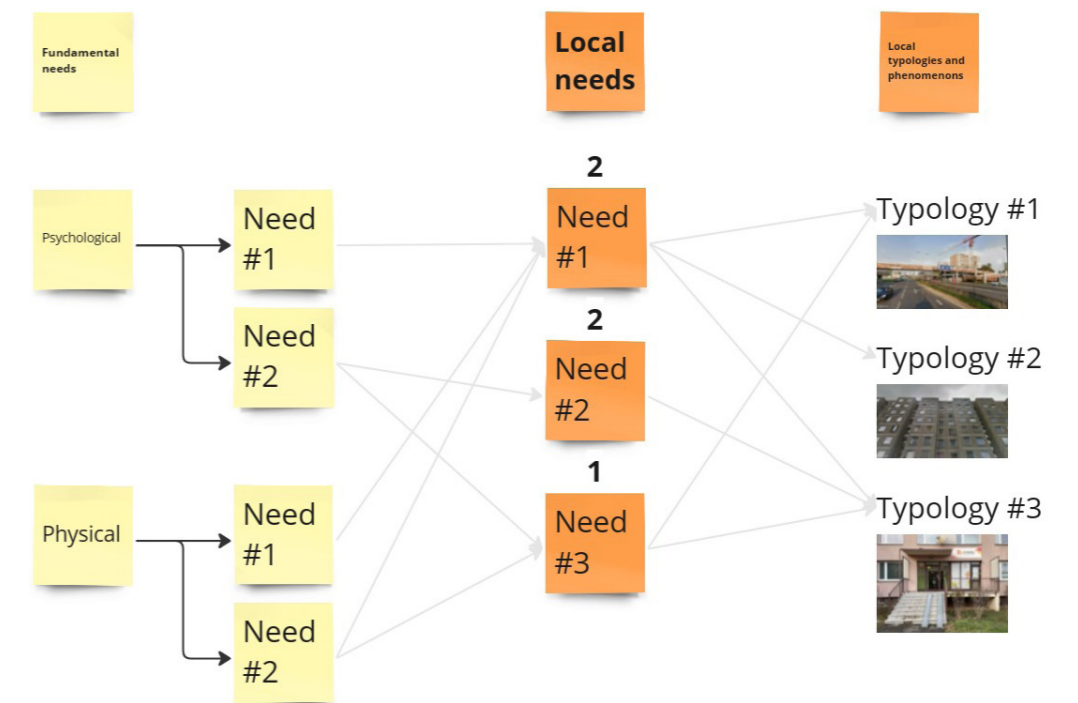 Fundamental
needs
Local
needs
Local
typologies and
phenomenons
2
Psychological
Need
#1
Need
#1
Typology #1
Need
#2
2
Need
#2
Typology #2
1
Physical
Need
#1
Need
#3
Typology #3
Need
#2